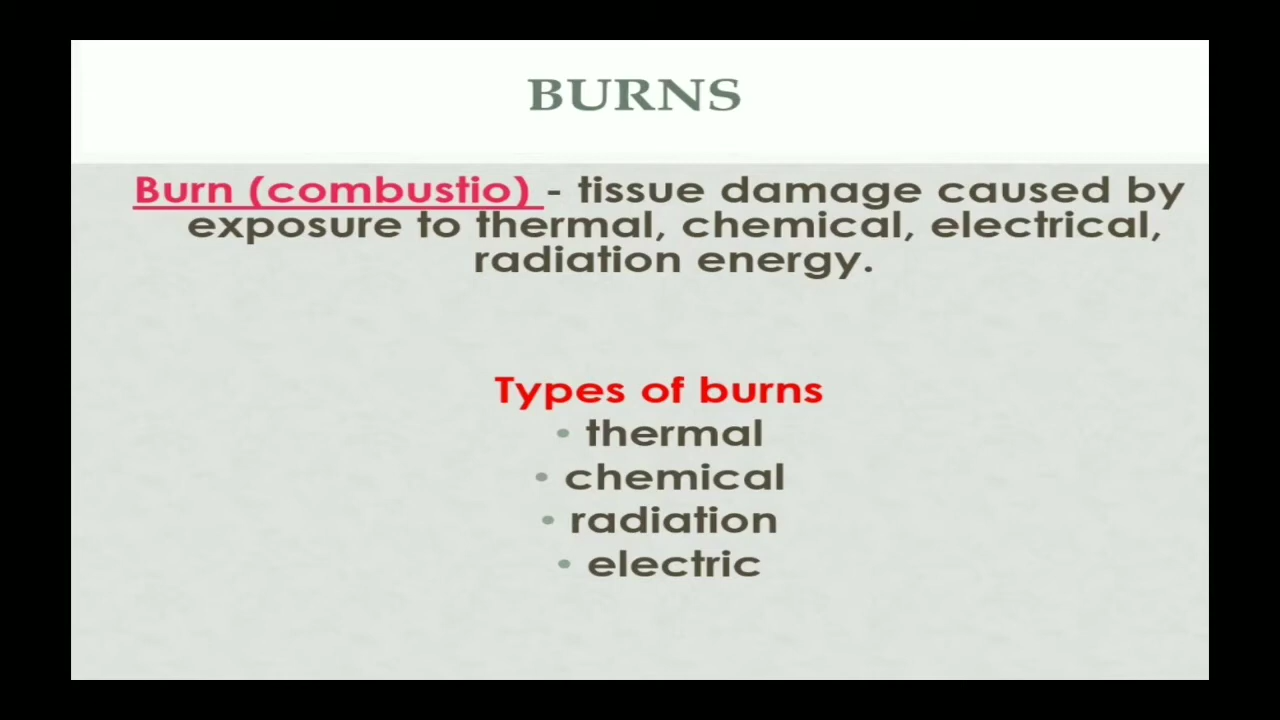 BURNS
Burn (combustio) - tissue damage caused by
exposure to thermal, chemical, electrical,
radiation energy.
Types of burns
• thermal
• chemical
• radiation
• electric